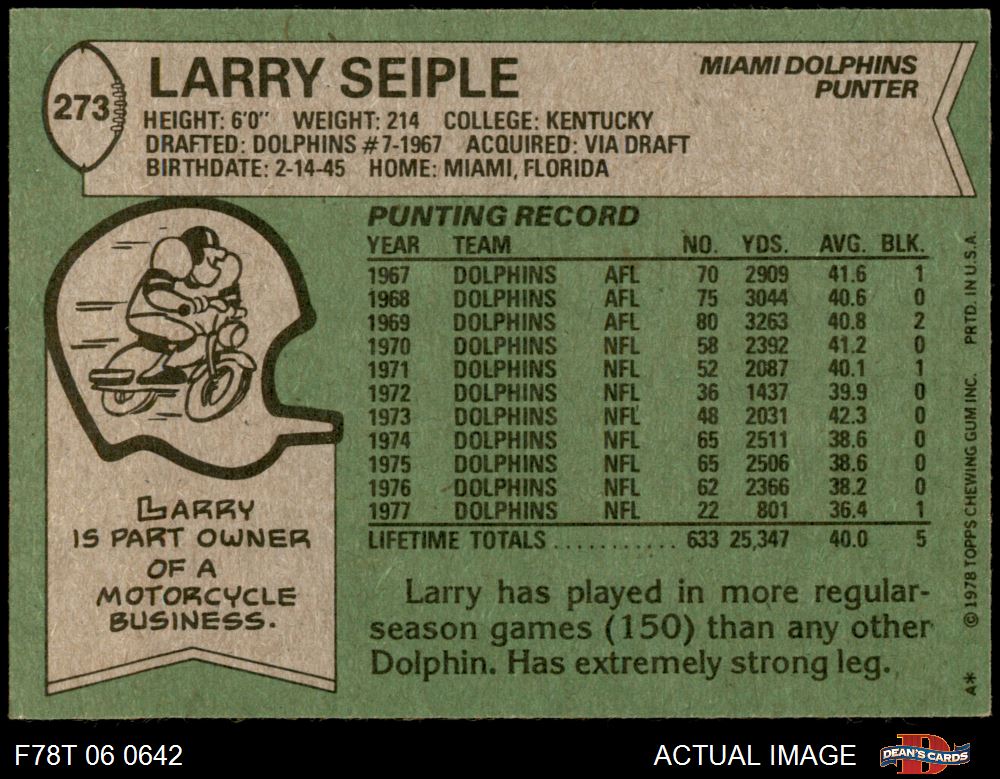 273
LARRY SEIPLE
MIAMI DOLPHINS
PUNTER
HEIGHT: 6'0" WEIGHT: 214 COLLEGE: KENTUCKY
DRAFTED: DOLPHINS #7-1967 ACQUIRED: VIA DRAFT
BIRTHDATE: 2-14-45 HOME: MIAMI, FLORIDA
PUNTING RECORD
YEAR TEAM NO. YDS. AVG. BLK.
1967 DOLPHINS AFL 70 2909 41.6 1
1968 DOLPHINS AFL 75 3044 40.6 0
1969 DOLPHINS AFL 80 3263 40.8 2
1970 DOLPHINS NFL 58 2392 41.2 0
1971 DOLPHINS NFL 52 2087 40.1 1
1972 DOLPHINS NFL 36 1437 39.9 0
1973 DOLPHINS NFL 48 2031 42.3 0
1974 DOLPHINS NFL 65 2511 38.6 0
1975 DOLPHINS NFL 65 2506 38.6 0
1976 DOLPHINS NFL 62 2366 38.2 0
1977 DOLPHINS NFL 22 801 36.4 1
LIFETIME TOTALS ........... 633 25,347 40.0 5
LARRY
IS PART OWNER
OF A
MOTORCYCLE
BUSINESS.
Larry has played in more regular-
season games (150) than any other
Dolphin. Has extremely strong leg.
A* ©1978 TOPPS CHEWING GUM INC. PRTD. IN U.S.A.
F78T 06 0642
ACTUAL IMAGE
DEAN'S CARDS